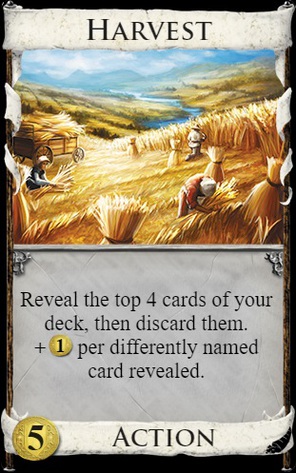 HARVEST
Reveal the top 4 cards of your
deck, then discard them.
+ 1 per differently named
card revealed.
5 ACTION